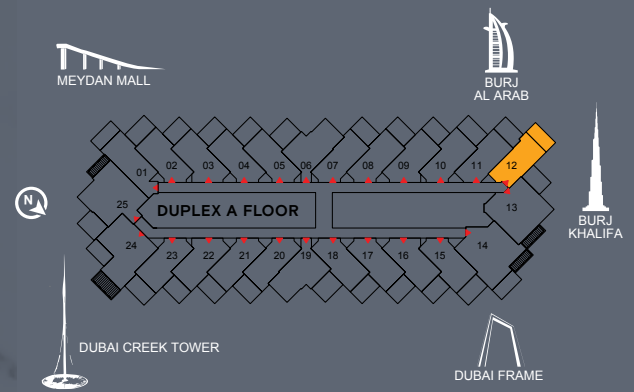 MEYDAN MALL
BURJ
AL ARAB
01
02
03
04
05
06
07
08
09
10
11
12
N
25
DUPLEX A FLOOR
13
BURJ
KHALIFA
24
23
22
21
20
19
18
17
16
15
14
DUBAI CREEK TOWER
DUBAI FRAME